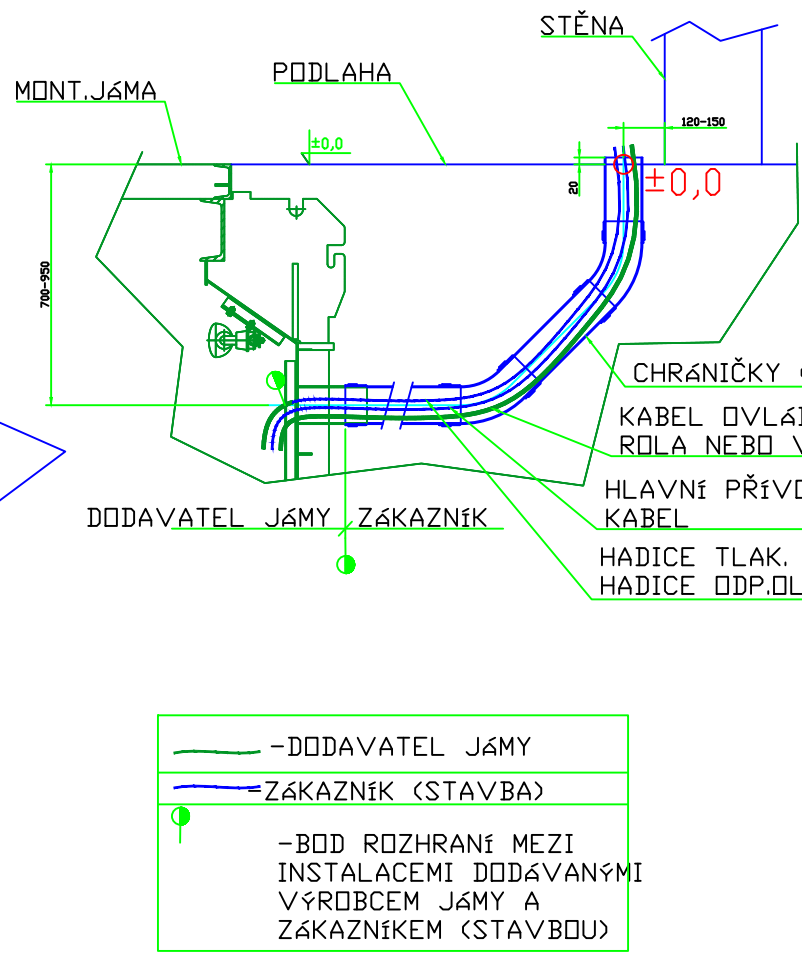 STĚNA
PODLAHA
MONT.JáMA
120-150
±0,0
20
±0,0
700-950
CHRáNIČKY
KABEL OVLáD
ROLA NEBO V
HLAVNí PŘíVO
KABEL
DODAVATEL JáMY
ZáKAZNíK
HADICE TLAK.
HADICE ODP.OL
-DODAVATEL JáMY
-ZáKAZNíK (STAVBA)
-BOD ROZHRANí MEZI
INSTALACEMI DODáVANýMI
VýROBCEM JáMY A
ZáKAZNíKEM (STAVBOU)